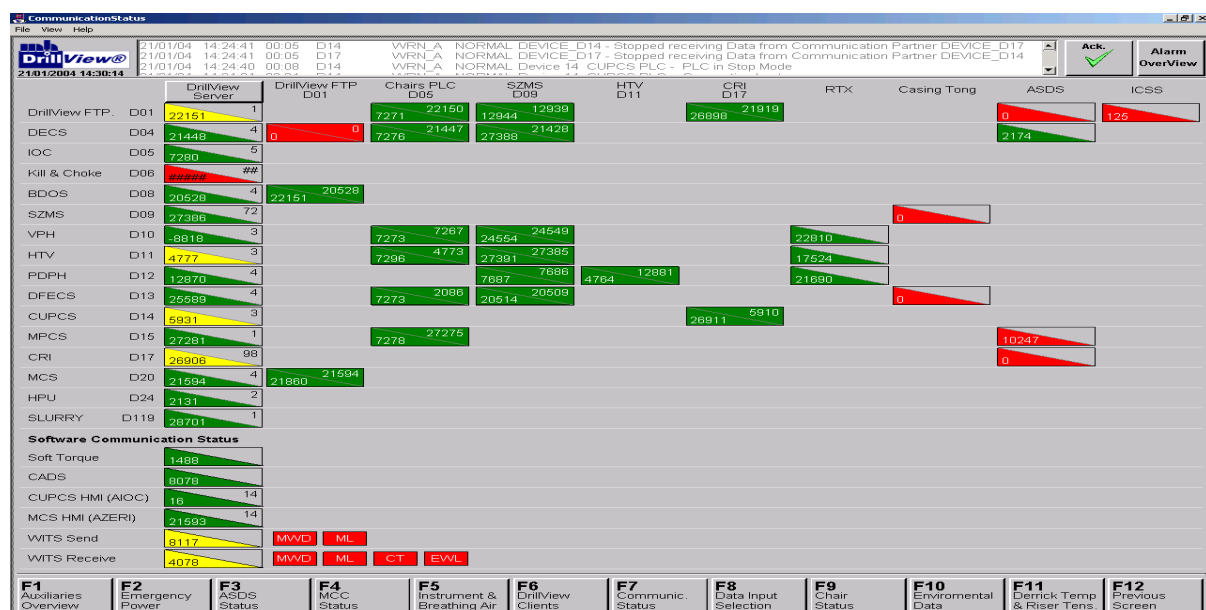 CommunicationStatus
File View Help
DrillView®
21/01/2004 14:30:14
21/01/04 14:24:41 00:05 D14 WRN_A NORMAL DEVICE_D14 - Stopped receiving Data from Communication Partner DEVICE_D17
21/01/04 14:24:41 00:05 D17 WRN_A NORMAL DEVICE_D17 - Stopped receiving Data from Communication Partner DEVICE_D14
21/01/04 14:24:40 00:08 D14 WRN_A NORMAL Device 14 CUPCS PLC - PLC in Stop Mode
Ack.
Alarm OverView
DrillView Server
DrillView FTP D01
Chairs PLC D05
SZMS D09
HTV D11
CRI D17
RTX
Casing Tong
ASDS
ICSS
DrillView FTP. D01 22151 1 7271 22150 12944 12939 26898 21919 0 125
DECS D04 21448 4 0 0 7276 21447 27388 21428 2174
IOC D05 7280 5
Kill & Choke D06 ##### ##
BDOS D08 20528 4 22151 20528
SZMS D09 27386 72 0
VPH D10 -8818 3 7273 7267 24554 24549 22810
HTV D11 4777 3 7296 4773 27391 27385 17524
PDPH D12 12870 4 7687 7686 4764 12881 21690
DFECS D13 25589 4 7273 2086 20514 20509 0
CUPCS D14 5931 3 26911 5910
MPCS D15 27281 1 7278 27275 10247
CRI D17 26906 98 0
MCS D20 21594 4 21860 21594
HPU D24 2131 2
SLURRY D119 28701 1
Software Communication Status
Soft Torque 1488
CADS 8078
CUPCS HMI (AIOC) 16 14
MCS HMI (AZERI) 21593 14
WITS Send 8117 MWD ML
WITS Receive 4078 MWD ML CT EWL
F1 Auxiliaries Overview
F2 Emergency Power
F3 ASDS Status
F4 MCC Status
F5 Instrument & Breathing Air
F6 DrillView Clients
F7 Communic. Status
F8 Data Input Selection
F9 Chair Status
F10 Enviromental Data
F11 Derrick Temp & Riser Tens.
F12 Previous Screen